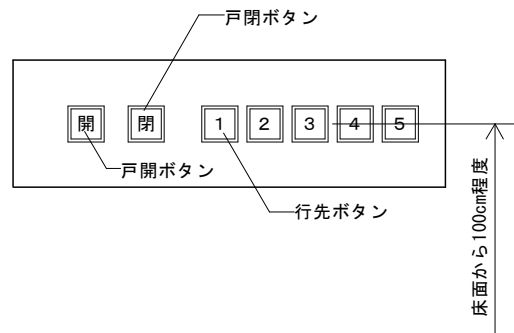 戸閉ボタン
開 閉 1 2 3 4 5
戸開ボタン
行先ボタン
床面から100cm程度